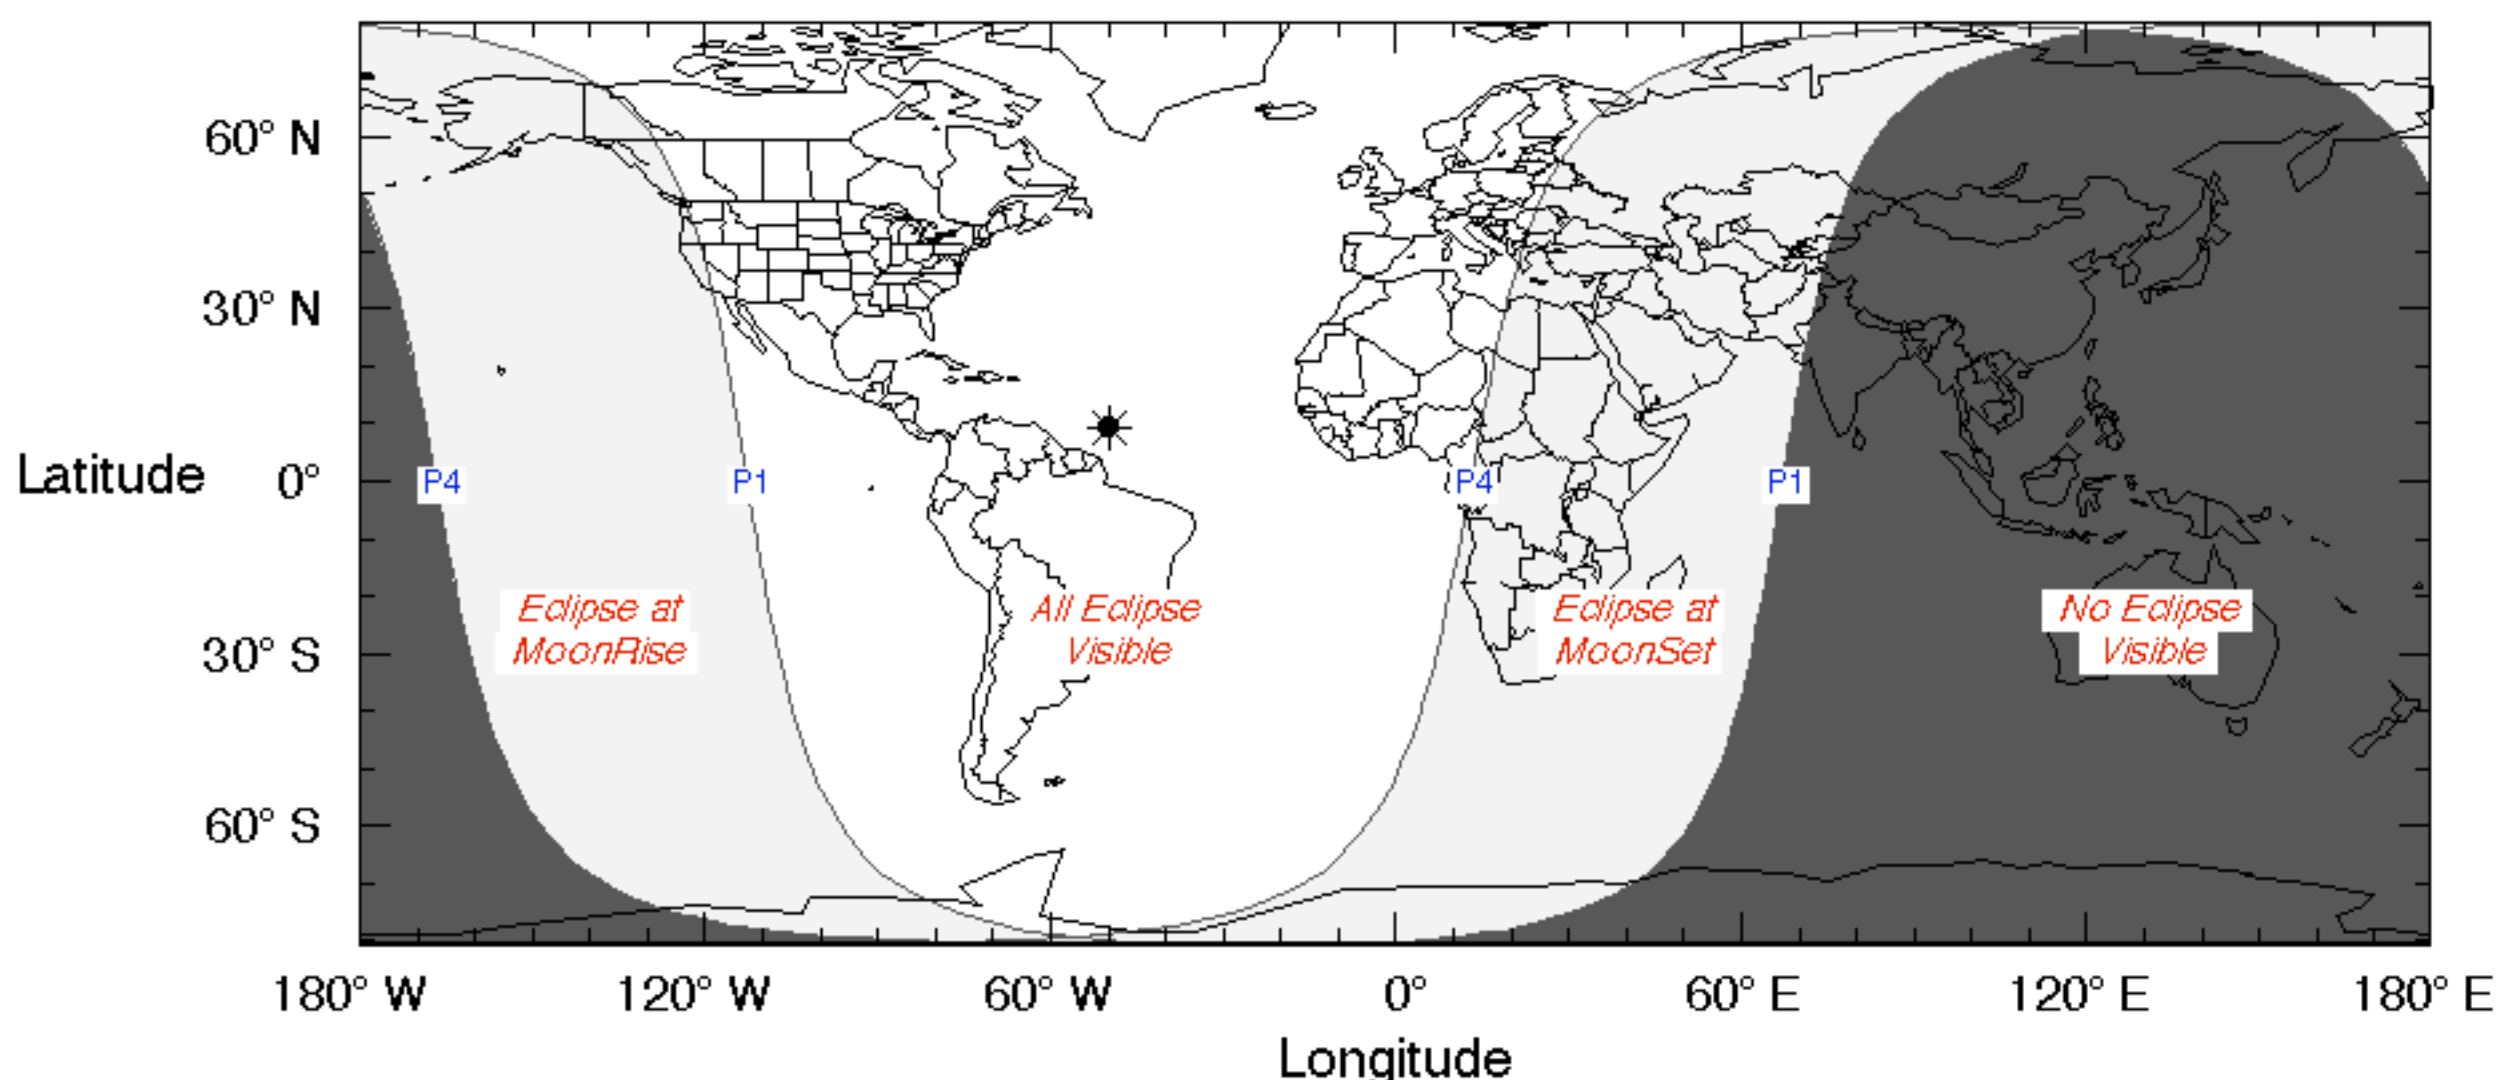 60° N
30° N
Latitude 0°
P4 P1 P4 P1
Eclipse at All Eclipse Eclipse at No Eclipse
MoonRise Visible MoonSet Visible
30° S
60° S
180° W 120° W 60° W 0° 60° E 120° E 180° E
Longitude